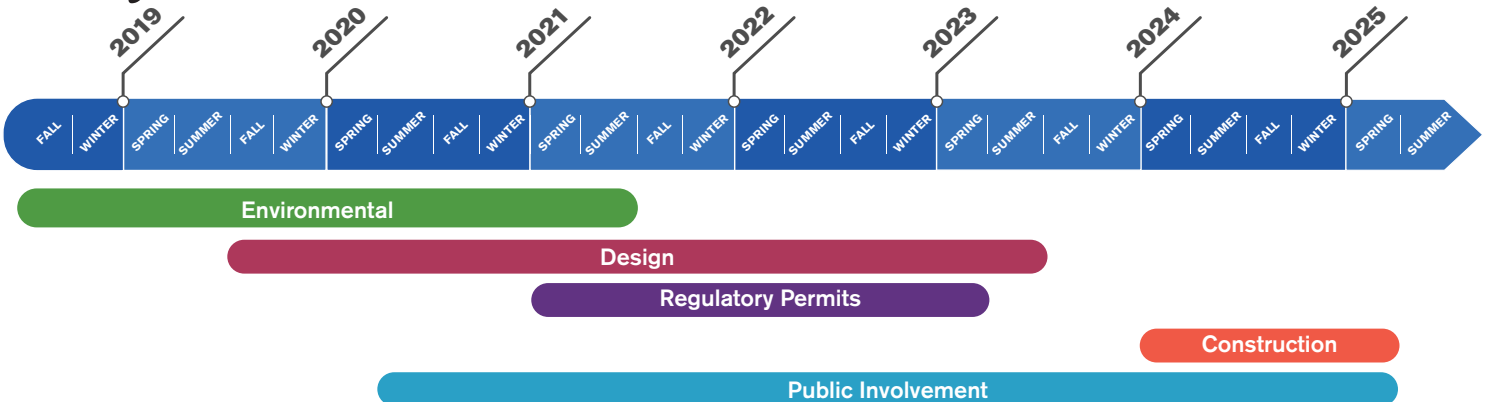 2019 2020 2021 2022 2023 2024 2025
FALL WINTER SPRING SUMMER FALL WINTER SPRING SUMMER FALL WINTER SPRING SUMMER FALL WINTER SPRING SUMMER FALL WINTER SPRING SUMMER FALL WINTER SPRING SUMMER FALL WINTER SPRING SUMMER
Environmental
Design
Regulatory Permits
Construction
Public Involvement